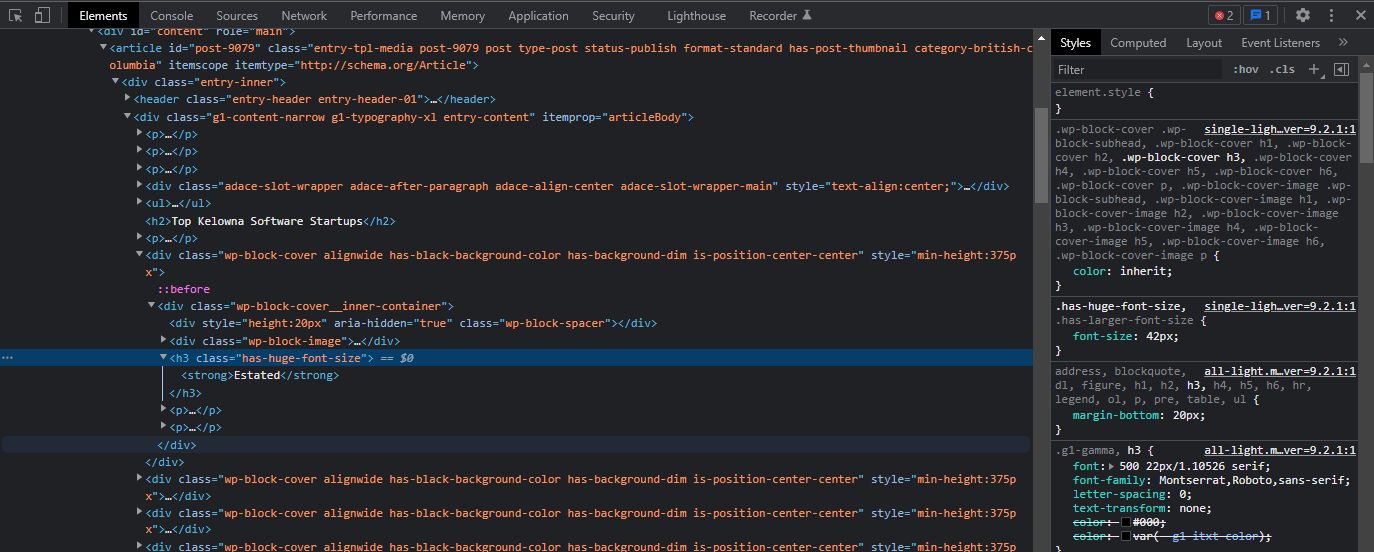 Elements Console Sources Network Performance Memory Application Security Lighthouse Recorder 2 1
<div id="content" role="main">
<article id="post-9079" class="entry-tpl-media post-9079 post type-post status-publish format-standard has-post-thumbnail category-british-c
olumbia" itemscope itemtype="http://schema.org/Article">
<div class="entry-inner">
<header class="entry-header entry-header-01">…</header>
<div class="g1-content-narrow g1-typography-xl entry-content" itemprop="articleBody">
<p>…</p>
<p>…</p>
<p>…</p>
<div class="adace-slot-wrapper adace-after-paragraph adace-align-center adace-slot-wrapper-main" style="text-align:center;">…</div>
<ul>…</ul>
<h2>Top Kelowna Software Startups</h2>
<p>…</p>
<div class="wp-block-cover alignwide has-black-background-color has-background-dim is-position-center-center" style="min-height:375p
x">
::before
<div class="wp-block-cover__inner-container">
<div style="height:20px" aria-hidden="true" class="wp-block-spacer"></div>
<div class="wp-block-image">…</div>
… <h3 class="has-huge-font-size"> == $0
<strong>Estated</strong>
</h3>
<p>…</p>
<p>…</p>
</div>
</div>
<div class="wp-block-cover alignwide has-black-background-color has-background-dim is-position-center-center" style="min-height:375p
x">…</div>
<div class="wp-block-cover alignwide has-black-background-color has-background-dim is-position-center-center" style="min-height:375p
x">…</div>
<div class="wp-block-cover alignwide has-black-background-color has-background-dim is-position-center-center" style="min-height:375p
Styles Computed Layout Event Listeners »
Filter :hov .cls +
element.style {
}
.wp-block-cover .wp- single-ligh…ver=9.2.1:1
block-subhead, .wp-block-cover h1, .wp-block-
cover h2, .wp-block-cover h3, .wp-block-cover
h4, .wp-block-cover h5, .wp-block-cover h6,
.wp-block-cover p, .wp-block-cover-image .wp-
block-subhead, .wp-block-cover-image h1, .wp-
block-cover-image h2, .wp-block-cover-image
h3, .wp-block-cover-image h4, .wp-block-
cover-image h5, .wp-block-cover-image h6,
.wp-block-cover-image p {
color: inherit;
}
.has-huge-font-size, single-ligh…ver=9.2.1:1
.has-larger-font-size {
font-size: 42px;
}
address, blockquote, all-light.m…ver=9.2.1:1
dl, figure, h1, h2, h3, h4, h5, h6, hr,
legend, ol, p, pre, table, ul {
margin-bottom: 20px;
}
.g1-gamma, h3 { all-light.m…ver=9.2.1:1
font: 500 22px/1.10526 serif;
font-family: Montserrat,Roboto,sans-serif;
letter-spacing: 0;
text-transform: none;
color: #000;
color: var(--g1-itxt-color);
}